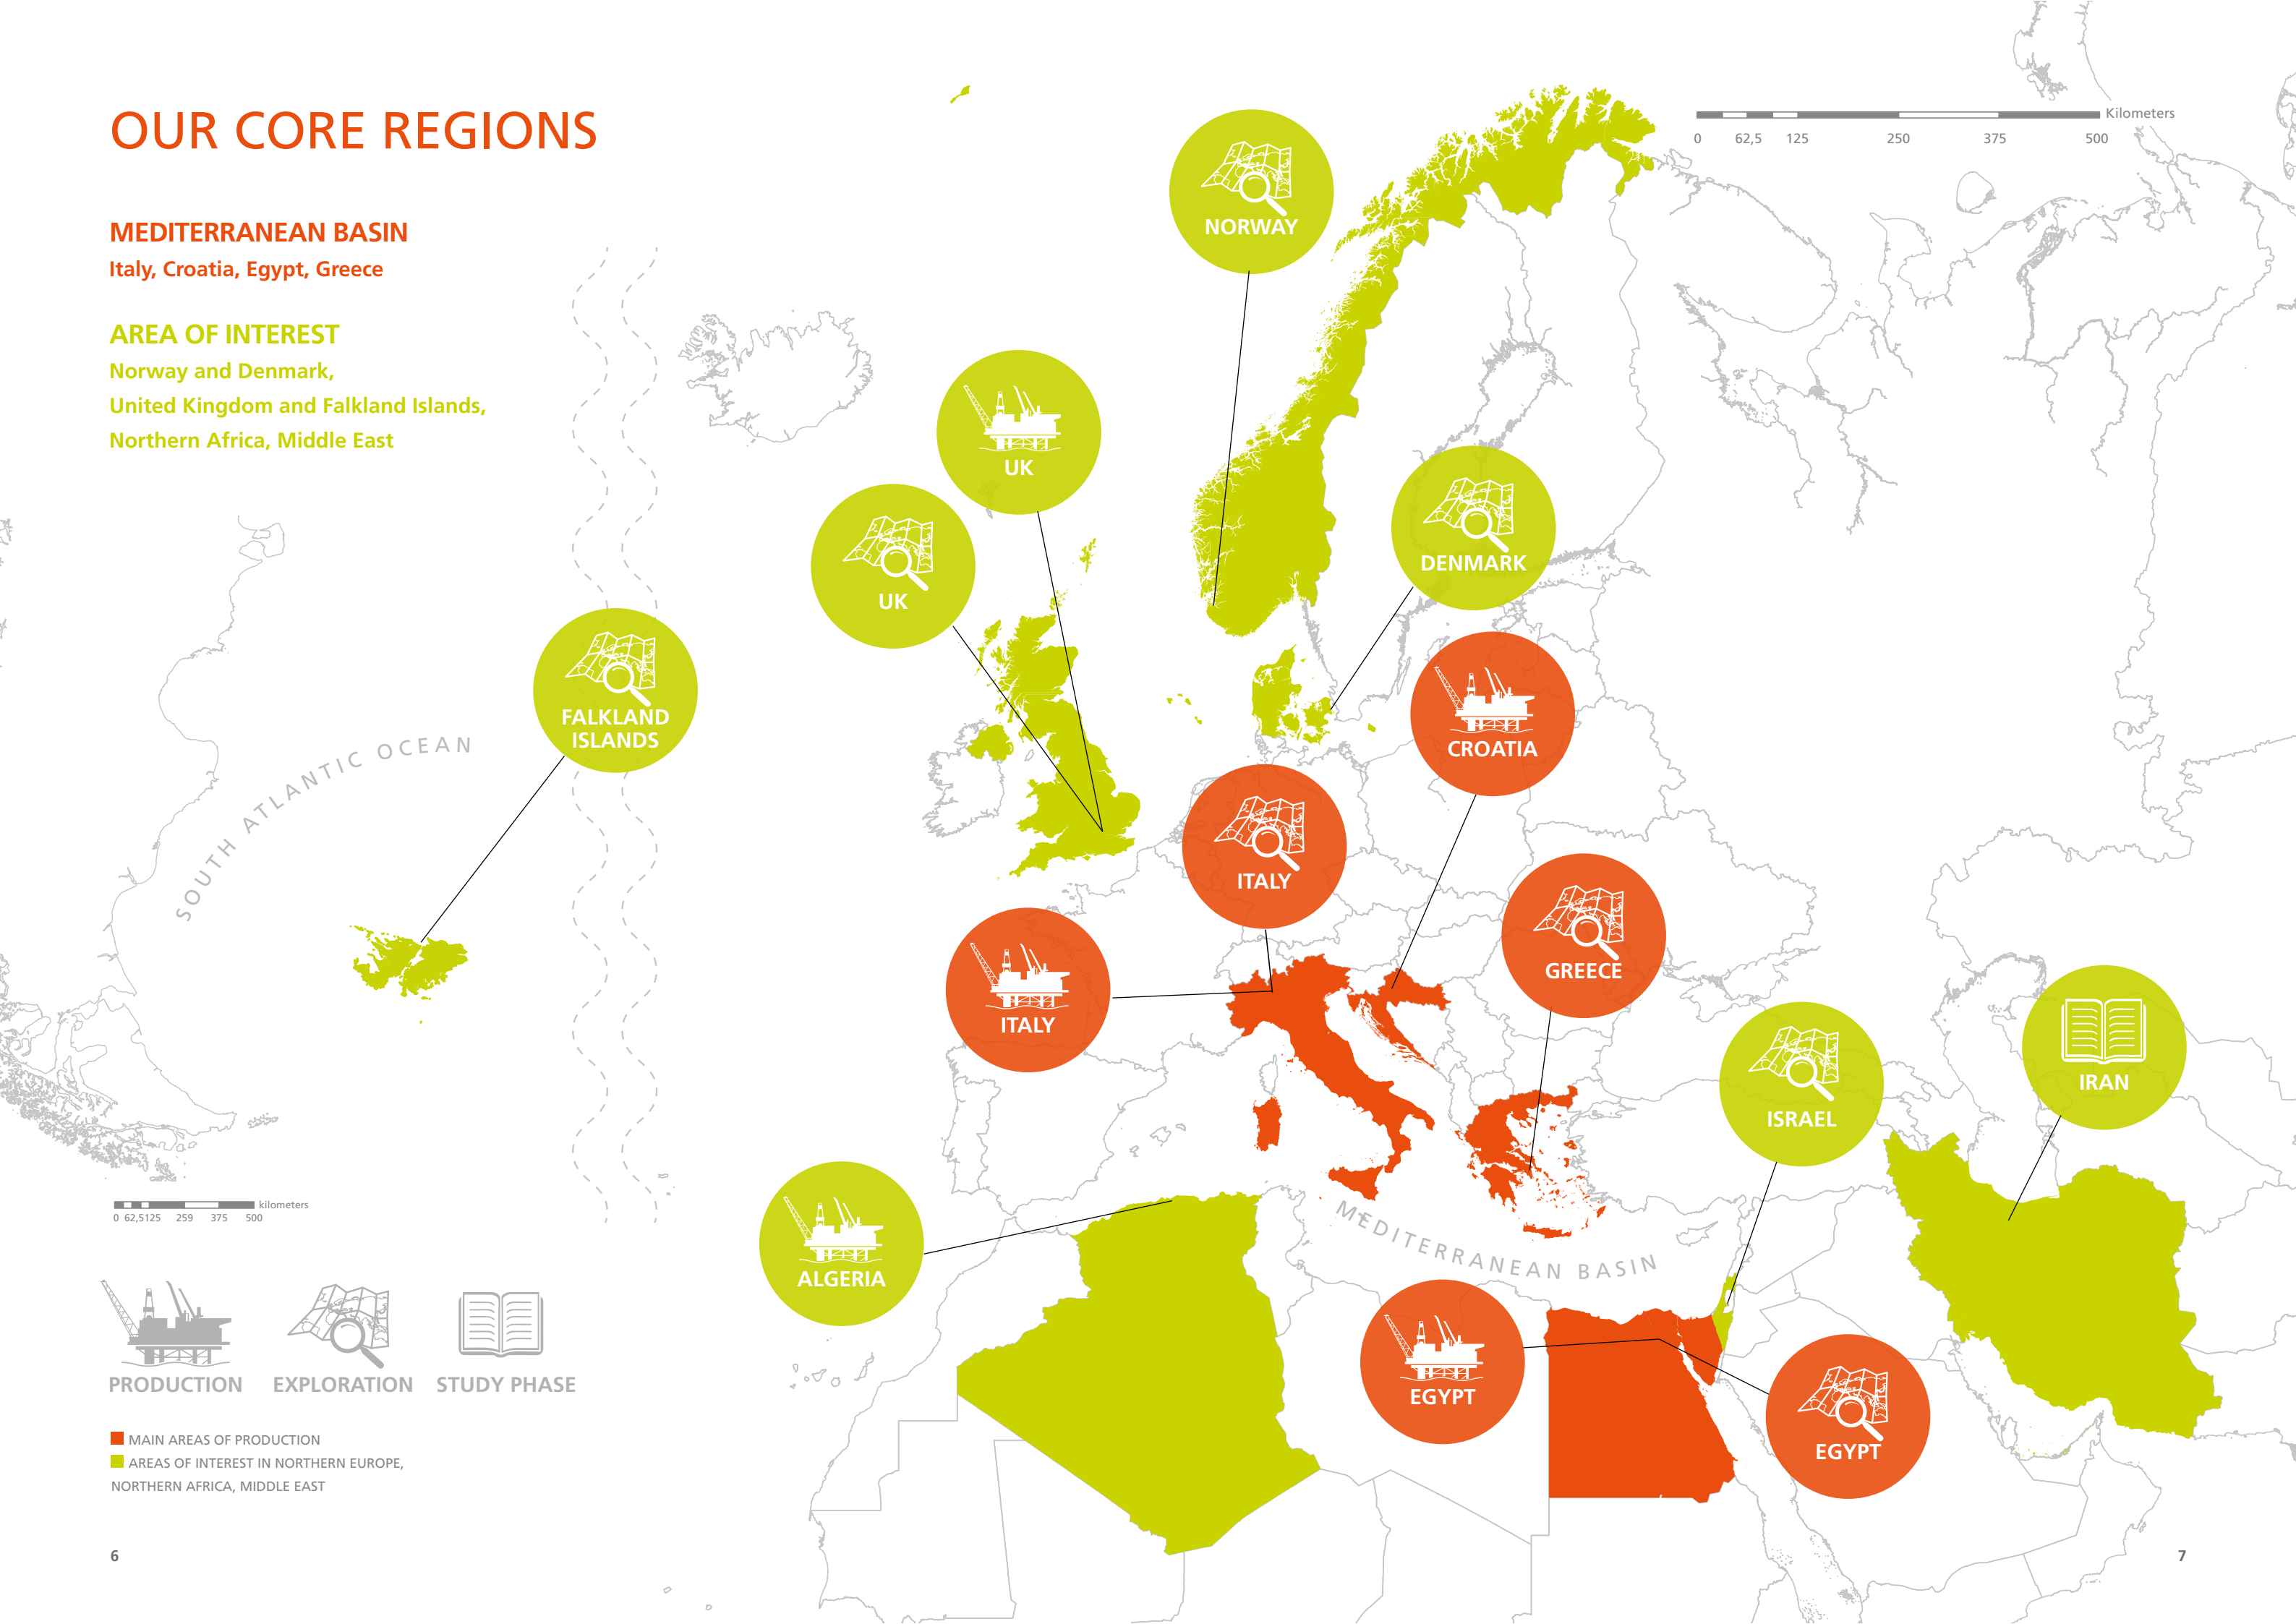 OUR CORE REGIONS
MEDITERRANEAN BASIN
Italy, Croatia, Egypt, Greece
AREA OF INTEREST
Norway and Denmark,
United Kingdom and Falkland Islands,
Northern Africa, Middle East
Kilometers
0 62,5 125 250 375 500
NORWAY
UK
UK
DENMARK
FALKLAND
ISLANDS
CROATIA
SOUTH ATLANTIC OCEAN
ITALY
GREECE
ITALY
IRAN
ISRAEL
ALGERIA
MEDITERRANEAN BASIN
EGYPT
EGYPT
kilometers
0 62,5125 259 375 500
PRODUCTION
EXPLORATION
STUDY PHASE
MAIN AREAS OF PRODUCTION
AREAS OF INTEREST IN NORTHERN EUROPE,
NORTHERN AFRICA, MIDDLE EAST
6
7